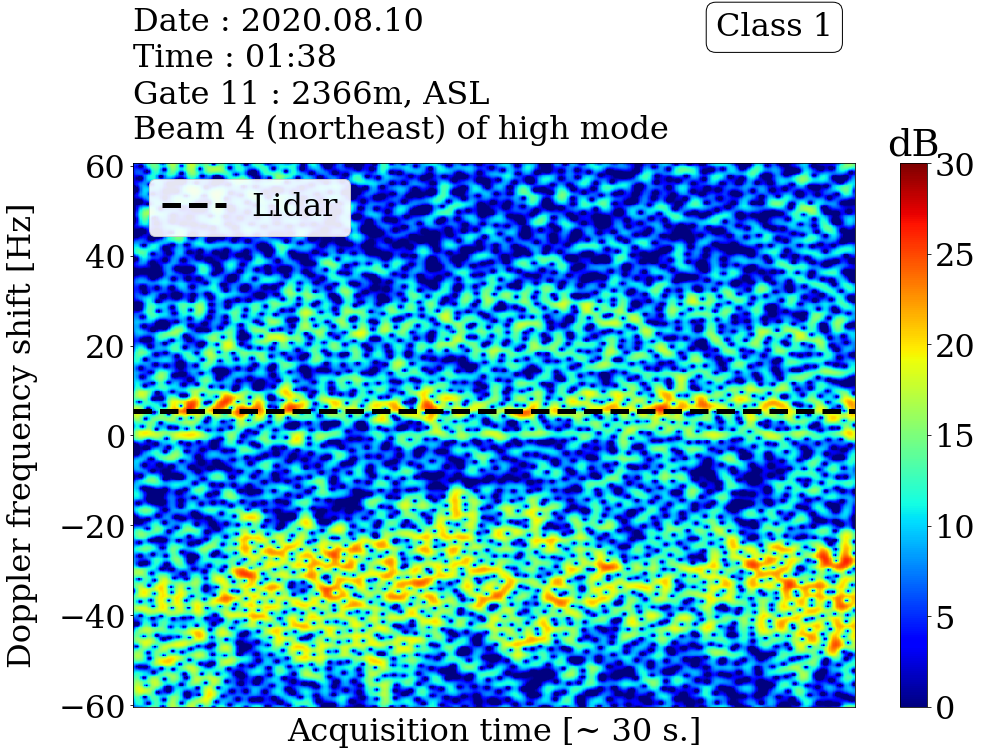 Date : 2020.08.10
Time : 01:38
Gate 11 : 2366m, ASL
Beam 4 (northeast) of high mode
Class 1
dB
Lidar
Doppler frequency shift [Hz]
60
40
20
0
−20
−40
−60
30
25
20
15
10
5
0
Acquisition time [~ 30 s.]